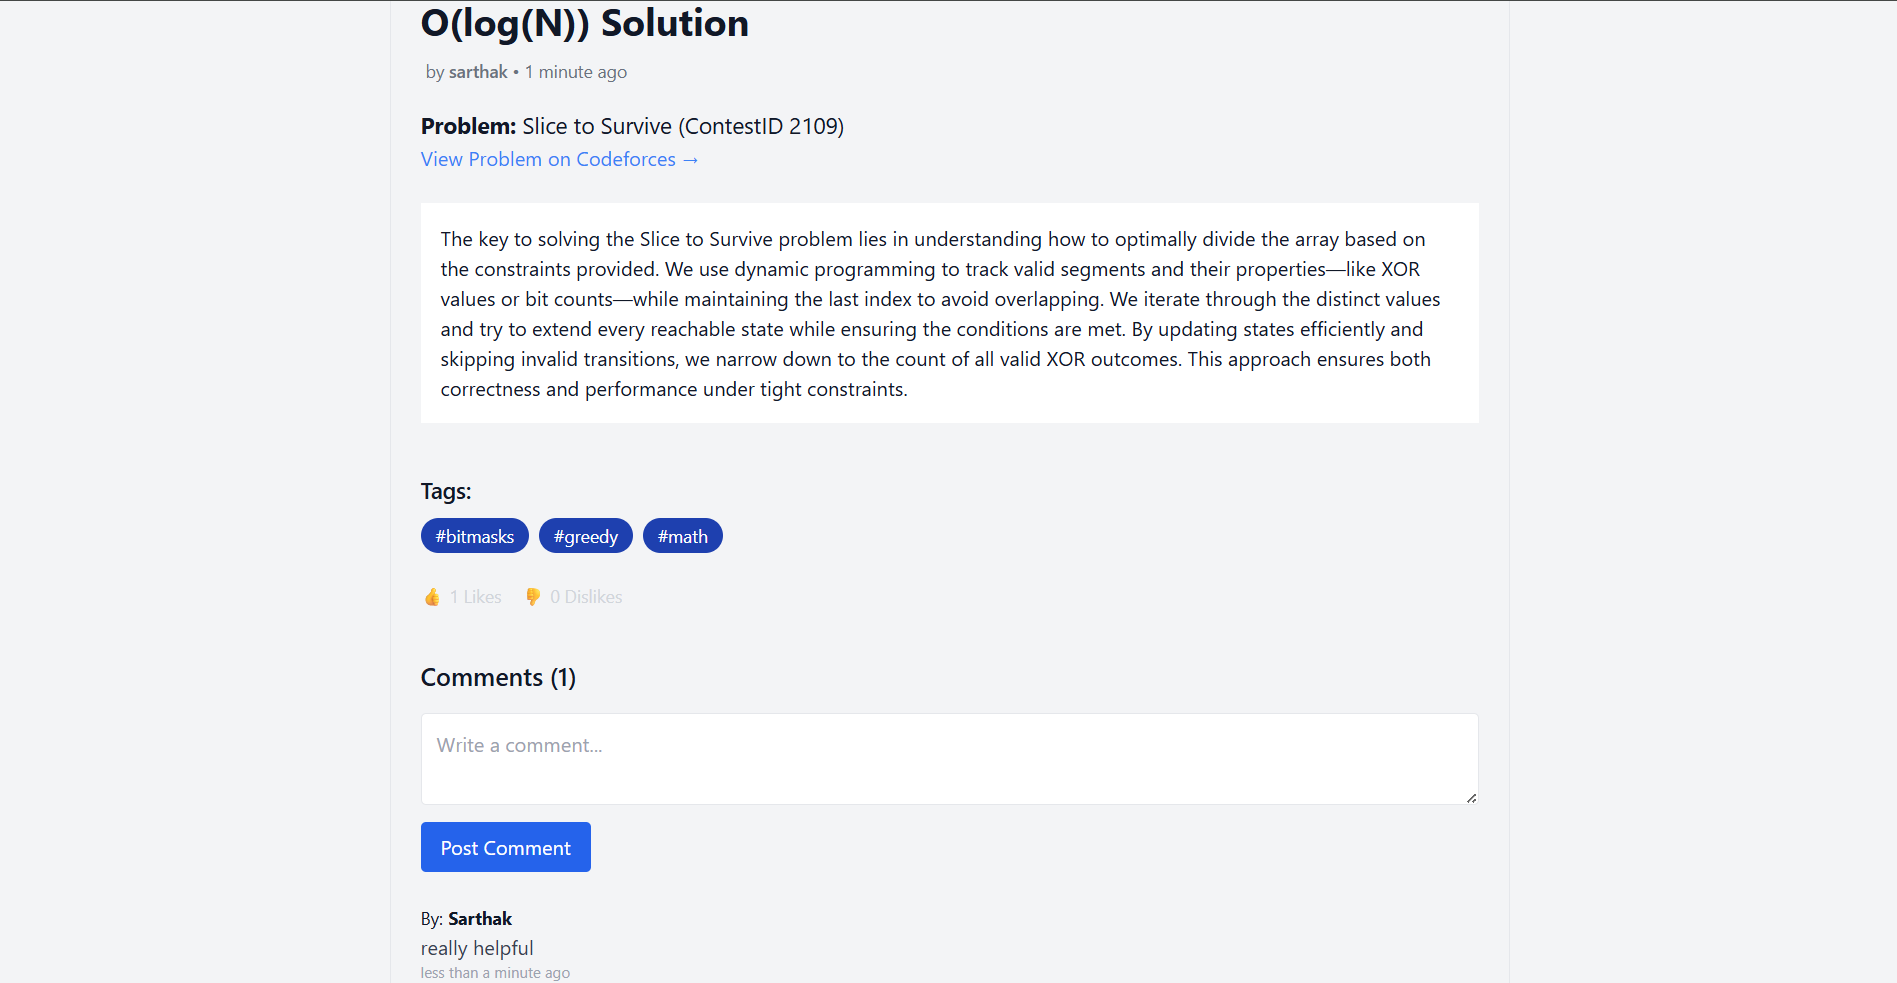 O(log(N)) Solution
by sarthak • 1 minute ago
Problem: Slice to Survive (ContestID 2109)
View Problem on Codeforces →
The key to solving the Slice to Survive problem lies in understanding how to optimally divide the array based on
the constraints provided. We use dynamic programming to track valid segments and their properties—like XOR
values or bit counts—while maintaining the last index to avoid overlapping. We iterate through the distinct values
and try to extend every reachable state while ensuring the conditions are met. By updating states efficiently and
skipping invalid transitions, we narrow down to the count of all valid XOR outcomes. This approach ensures both
correctness and performance under tight constraints.
Tags:
#bitmasks #greedy #math
👍 1 Likes 👎 0 Dislikes
Comments (1)
Write a comment...
Post Comment
By: Sarthak
really helpful
less than a minute ago